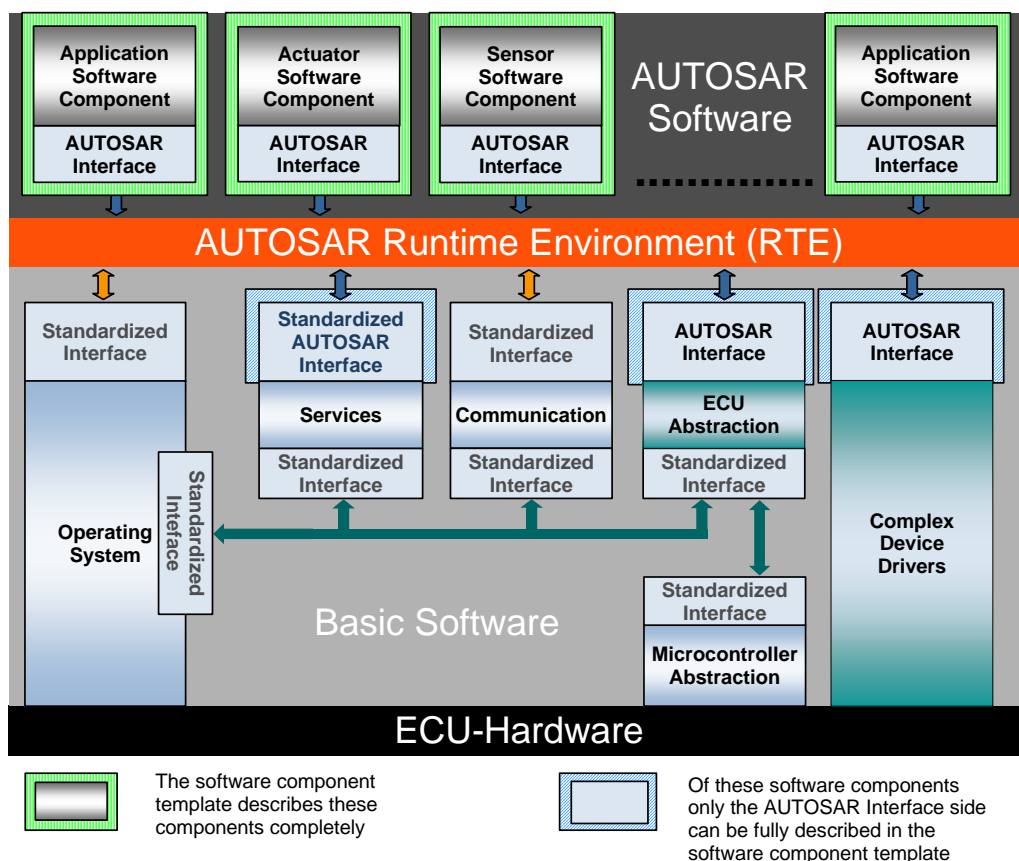 Application
Software
Component
AUTOSAR
Interface
Actuator
Software
Component
AUTOSAR
Interface
Sensor
Software
Component
AUTOSAR
Interface
AUTOSAR
Software
Application
Software
Component
AUTOSAR
Interface
AUTOSAR Runtime Environment (RTE)
Standardized
Interface
Operating
System
Standardized
Inteface
Standardized
AUTOSAR
Interface
Services
Standardized
Interface
Standardized
Interface
Communication
Standardized
Interface
AUTOSAR
Interface
ECU
Abstraction
Standardized
Interface
Standardized
Interface
Microcontroller
Abstraction
AUTOSAR
Interface
Complex
Device
Drivers
Basic Software
ECU-Hardware
The software component
template describes these
components completely
Of these software components
only the AUTOSAR Interface side
can be fully described in the
software component template